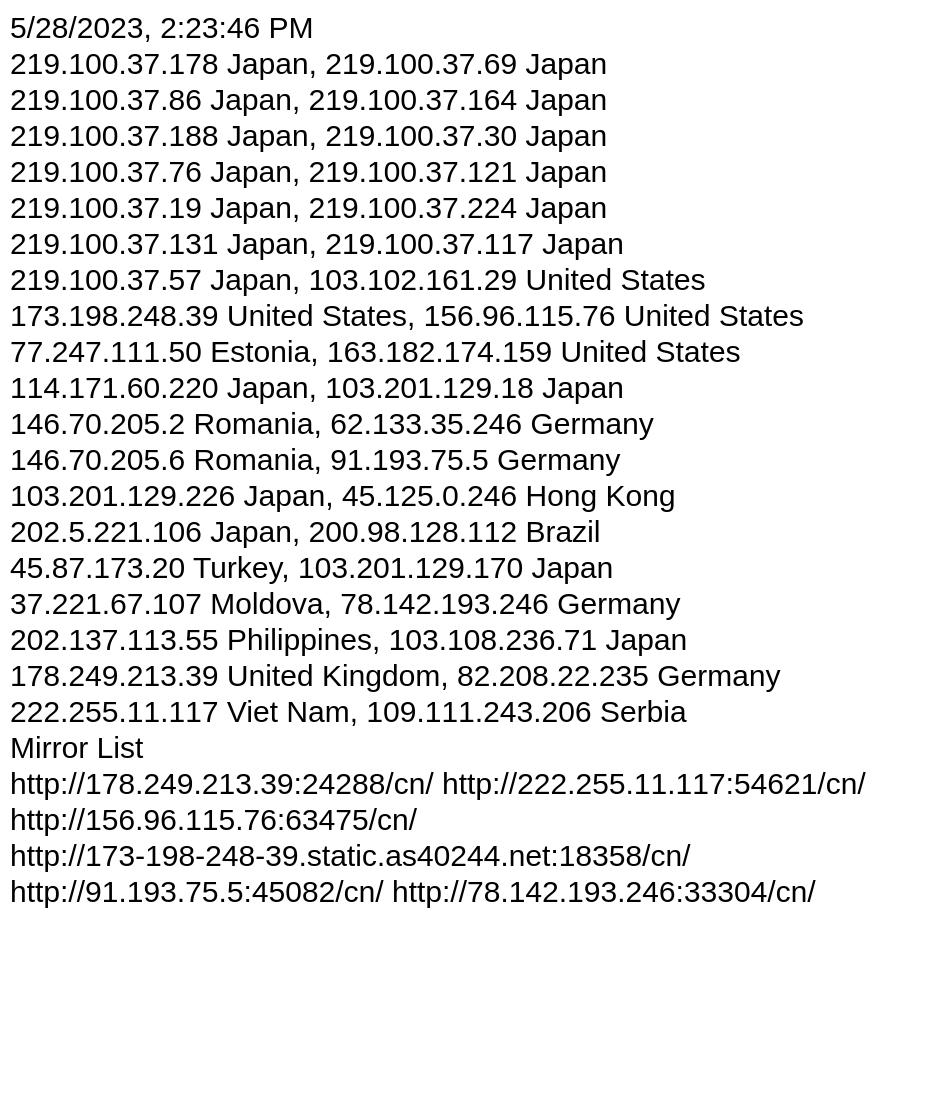 5/28/2023, 2:23:46 PM
219.100.37.178 Japan, 219.100.37.69 Japan
219.100.37.86 Japan, 219.100.37.164 Japan
219.100.37.188 Japan, 219.100.37.30 Japan
219.100.37.76 Japan, 219.100.37.121 Japan
219.100.37.19 Japan, 219.100.37.224 Japan
219.100.37.131 Japan, 219.100.37.117 Japan
219.100.37.57 Japan, 103.102.161.29 United States
173.198.248.39 United States, 156.96.115.76 United States
77.247.111.50 Estonia, 163.182.174.159 United States
114.171.60.220 Japan, 103.201.129.18 Japan
146.70.205.2 Romania, 62.133.35.246 Germany
146.70.205.6 Romania, 91.193.75.5 Germany
103.201.129.226 Japan, 45.125.0.246 Hong Kong
202.5.221.106 Japan, 200.98.128.112 Brazil
45.87.173.20 Turkey, 103.201.129.170 Japan
37.221.67.107 Moldova, 78.142.193.246 Germany
202.137.113.55 Philippines, 103.108.236.71 Japan
178.249.213.39 United Kingdom, 82.208.22.235 Germany
222.255.11.117 Viet Nam, 109.111.243.206 Serbia
Mirror List
http://178.249.213.39:24288/cn/ http://222.255.11.117:54621/cn/
http://156.96.115.76:63475/cn/
http://173-198-248-39.static.as40244.net:18358/cn/
http://91.193.75.5:45082/cn/ http://78.142.193.246:33304/cn/